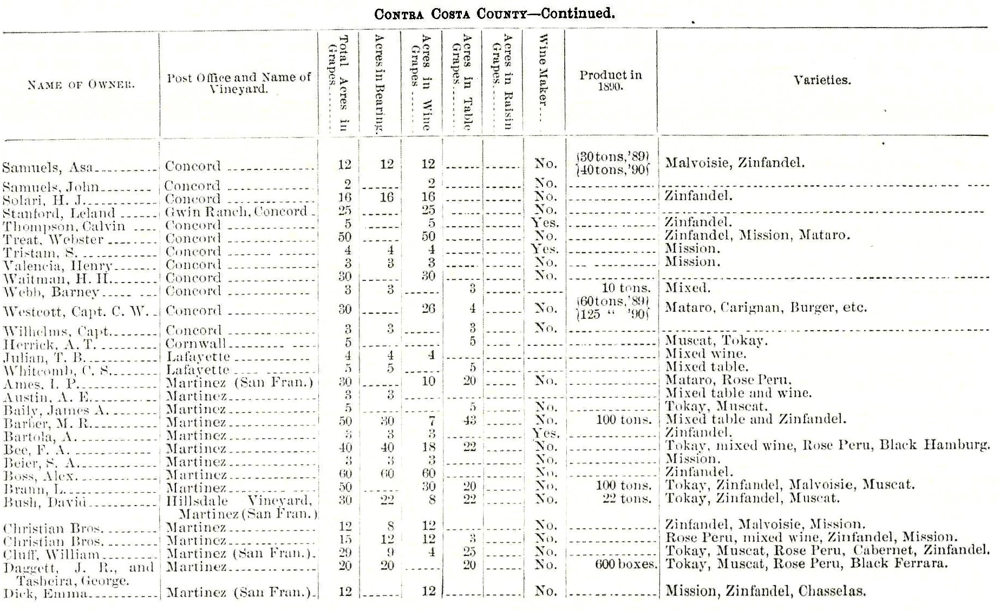 CONTRA COSTA COUNTY—Continued.
NAME OF OWNER. | Post Office and Name of Vineyard. | Total Acres in Grapes | Acres in Bearing. | Acres in Wine Grapes | Acres in Table Grapes | Acres in Raisin Grapes | Wine Maker | Product in 1890. | Varieties.
Samuels, Asa | Concord | 12 | 12 | 12 | | | No. | 30 tons, '89 40 tons, '90 | Malvoisie, Zinfandel.
Samuels, John | Concord | 2 | | 2 | | | No. | |
Solari, H. J. | Concord | 16 | 16 | 16 | | | No. | | Zinfandel.
Stanford, Leland | Gwin Ranch, Concord | 25 | | 25 | | | No. | |
Thompson, Calvin | Concord | 5 | | 5 | | | Yes. | | Zinfandel.
Treat, Webster | Concord | 50 | | 50 | | | No. | | Zinfandel, Mission, Mataro.
Tristam, S. | Concord | 4 | 4 | 4 | | | Yes. | | Mission.
Valencia, Henry | Concord | 3 | 3 | 3 | | | No. | | Mission.
Waitman, H. H. | Concord | 30 | | 30 | | | No. | |
Webb, Barney | Concord | 3 | 3 | | 3 | | | 10 tons. | Mixed.
Westcott, Capt. C. W. | Concord | 30 | | 26 | 4 | | No. | 60 tons, '89 125 “ '90 | Mataro, Carignan, Burger, etc.
Wilhelms, Capt. | Concord | 3 | 3 | | 3 | | No. | |
Herrick, A. T. | Cornwall | 5 | | | 5 | | | | Muscat, Tokay.
Julian, T. B. | Lafayette | 4 | 4 | 4 | | | | | Mixed wine.
Whitcomb, C. S. | Lafayette | 5 | 5 | | 5 | | | | Mixed table.
Ames, I. P. | Martinez (San Fran.) | 30 | | 10 | 20 | | No. | | Mataro, Rose Peru.
Austin, A. E. | Martinez | 3 | 3 | | | | | | Mixed table and wine.
Baily, James A. | Martinez | 5 | | | 5 | | No. | | Tokay, Muscat.
Barber, M. R. | Martinez | 50 | 30 | 7 | 43 | | No. | 100 tons. | Mixed table and Zinfandel.
Bartola, A. | Martinez | 3 | 3 | 3 | | | Yes. | | Zinfandel.
Bee, F. A. | Martinez | 40 | 40 | 18 | 22 | | No. | | Tokay, mixed wine, Rose Peru, Black Hamburg.
Beier, S. A. | Martinez | 3 | 3 | 3 | | | No. | | Mission.
Boss, Alex. | Martinez | 60 | 60 | 60 | | | No. | | Zinfandel.
Brann, L. | Martinez | 50 | | 30 | 20 | | No. | 100 tons. | Tokay, Zinfandel, Malvoisie, Muscat.
Bush, David | Hillsdale Vineyard, | 30 | 22 | 8 | 22 | | No. | 22 tons. | Tokay, Zinfandel, Muscat.
Martinez (San Fran.)
Christian Bros. | Martinez | 12 | 8 | 12 | | | No. | | Zinfandel, Malvoisie, Mission.
Christian Bros. | Martinez | 15 | 12 | 12 | 3 | | No. | | Rose Peru, mixed wine, Zinfandel, Mission.
Cluff, William | Martinez (San Fran.) | 29 | 9 | 4 | 25 | | No. | | Tokay, Muscat, Rose Peru, Cabernet, Zinfandel.
Daggett, J. R., and | Martinez | 20 | 20 | | 20 | | No. | 600 boxes. | Tokay, Muscat, Rose Peru, Black Ferrara.
Tasheira, George.
Dick, Emma | Martinez (San Fran.) | 12 | | 12 | | | No. | | Mission, Zinfandel, Chasselas.